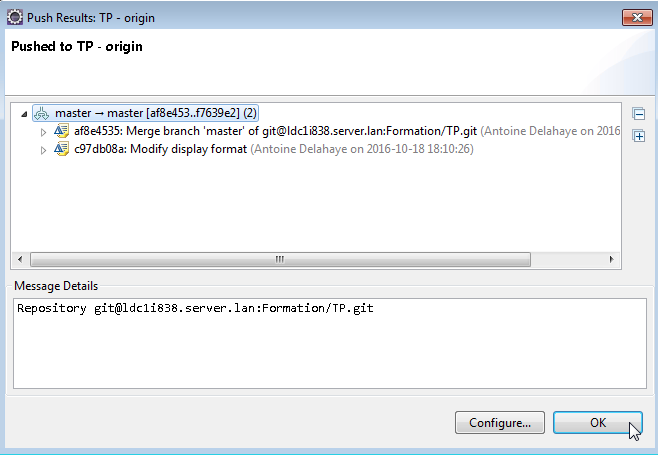 Push Results: TP - origin
Pushed to TP - origin
master → master [af8e453..f7639e2] (2)
af8e4535: Merge branch 'master' of git@ldc1i838.server.lan:Formation/TP.git (Antoine Delahaye on 2016
c97db08a: Modify display format (Antoine Delahaye on 2016-10-18 18:10:26)
Message Details
Repository git@ldc1i838.server.lan:Formation/TP.git
Configure... OK